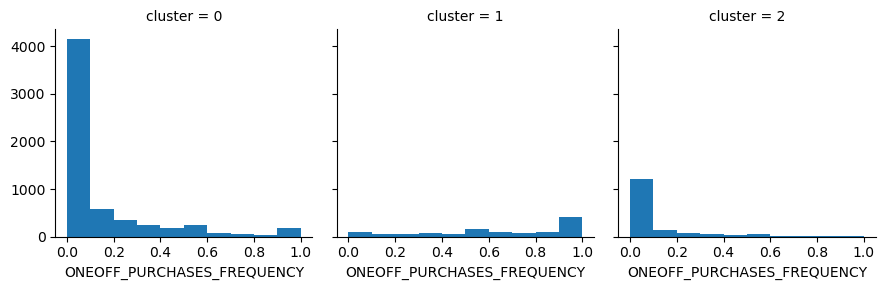 cluster = 0
cluster = 1
cluster = 2
4000
3000
2000
1000
0
0.0 0.2 0.4 0.6 0.8 1.0
0.0 0.2 0.4 0.6 0.8 1.0
0.0 0.2 0.4 0.6 0.8 1.0
ONEOFF_PURCHASES_FREQUENCY
ONEOFF_PURCHASES_FREQUENCY
ONEOFF_PURCHASES_FREQUENCY